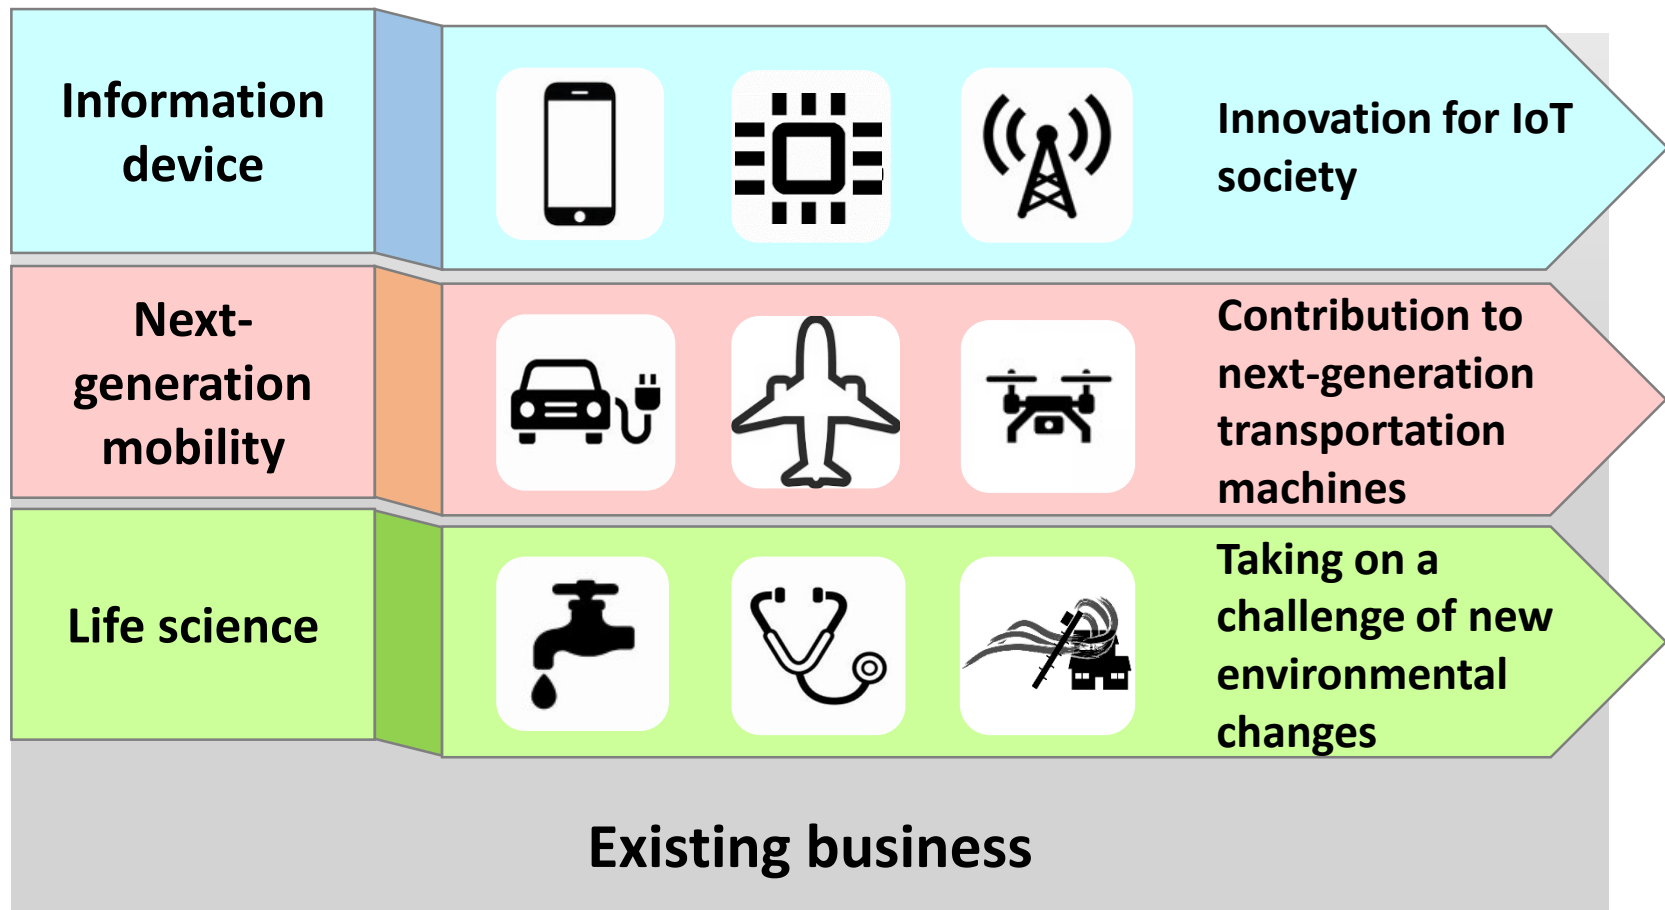 Information
device
Innovation for IoT
society
Next-
generation
mobility
Contribution to
next-generation
transportation
machines
Life science
Taking on a
challenge of new
environmental
changes
Existing business